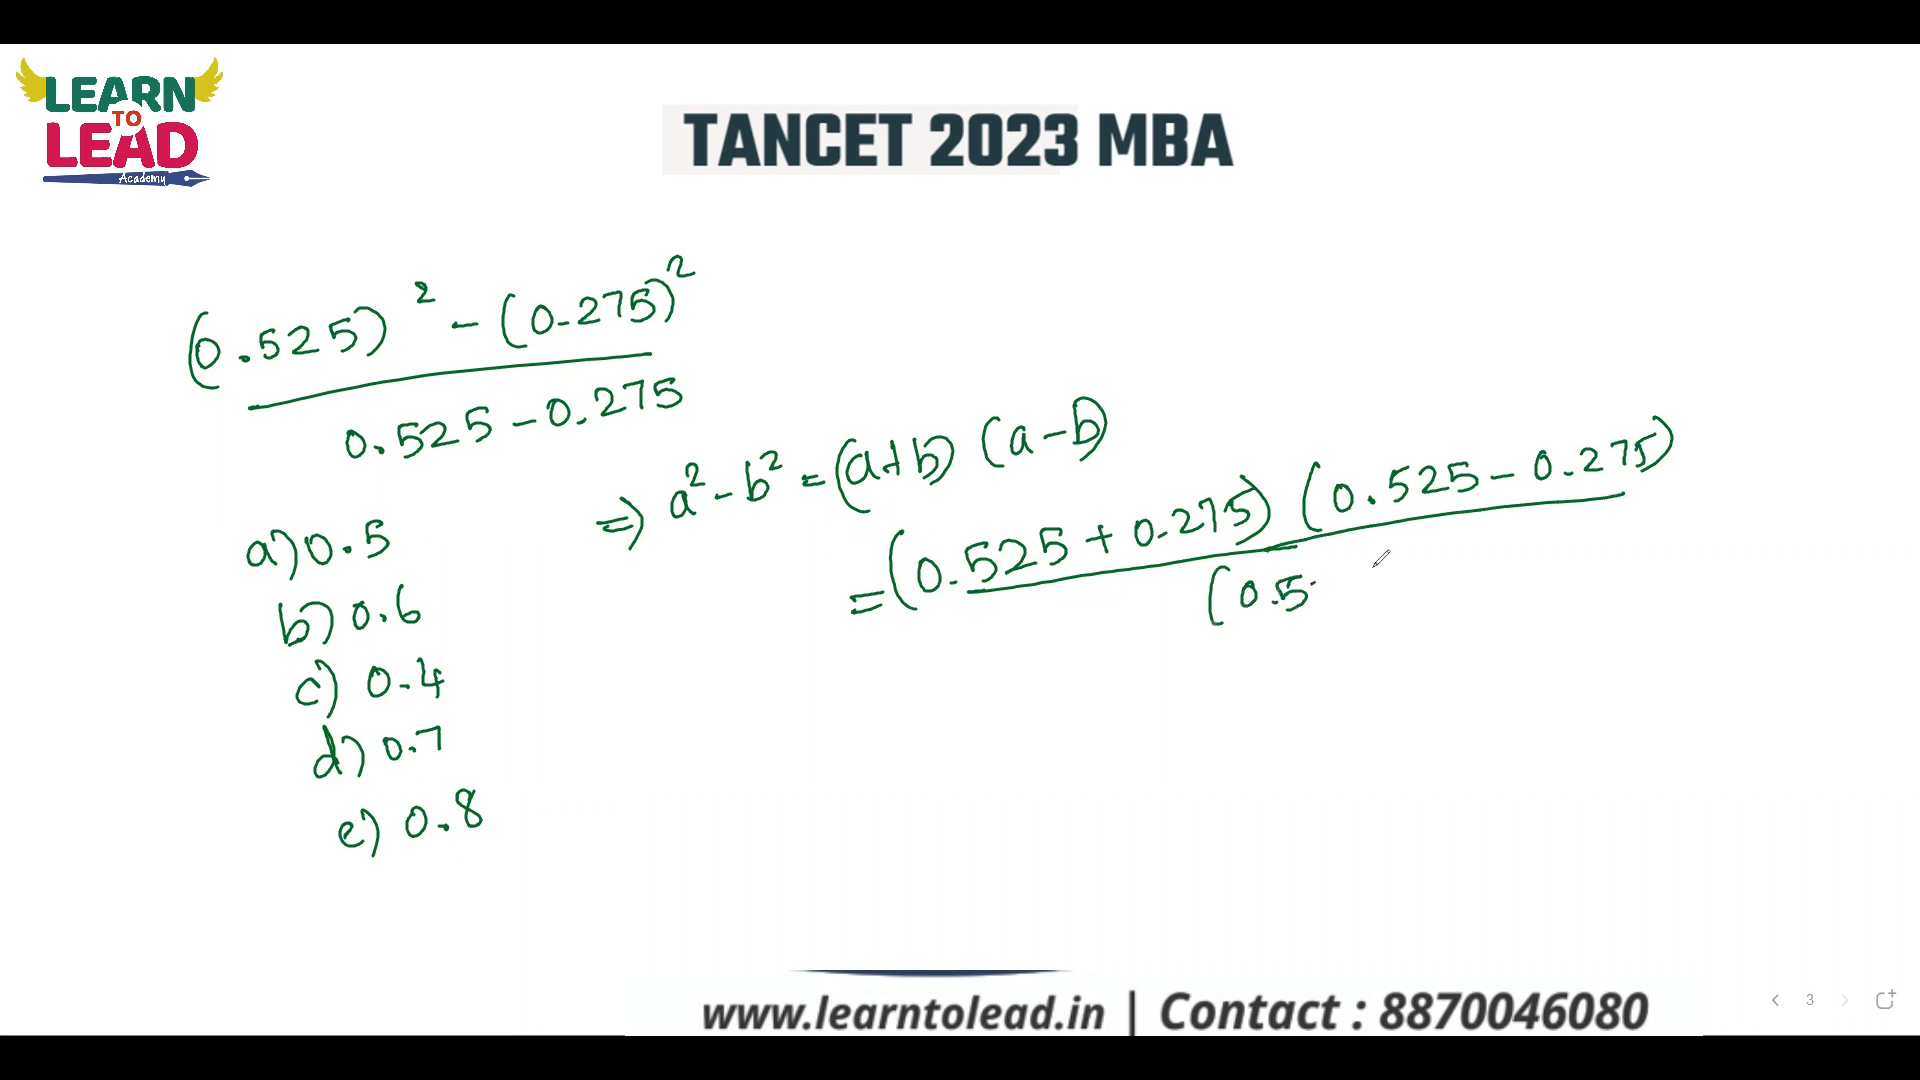 LEARN
TO
LEAD
Academy
TANCET 2023 MBA
(0.525)² - (0.275)²
0.525 - 0.275
⇒ a² - b² = (a+b) (a-b)
= (0.525 + 0.275) (0.525 - 0.275)
(0.5
a) 0.5
b) 0.6
c) 0.4
d) 0.7
e) 0.8
www.learntolead.in | Contact : 8870046080
3